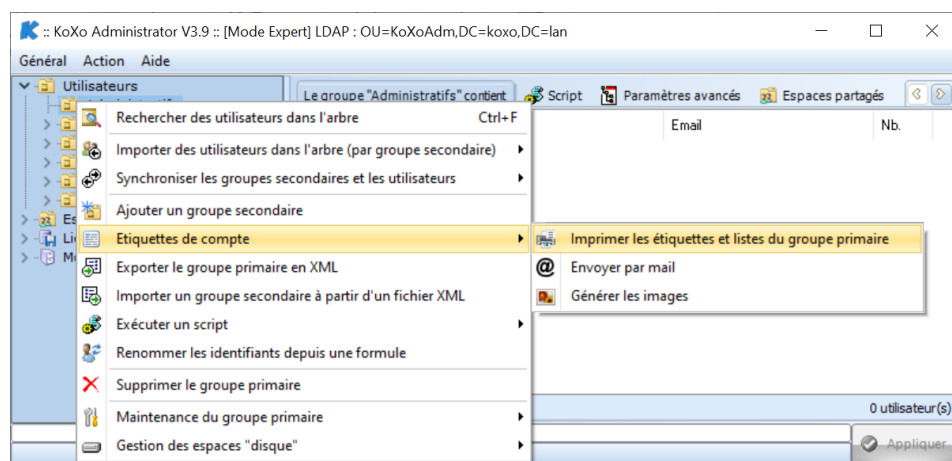 :: KoXo Administrator V3.9 :: [Mode Expert] LDAP : OU=KoXoAdm,DC=koxo,DC=lan
Général Action Aide
Utilisateurs
Le groupe "Administratifs" contient Script Paramètres avancés Espaces partagés
Email Nb.
Rechercher des utilisateurs dans l'arbre Ctrl+F
Importer des utilisateurs dans l'arbre (par groupe secondaire)
Synchroniser les groupes secondaires et les utilisateurs
Ajouter un groupe secondaire
Etiquettes de compte
Imprimer les étiquettes et listes du groupe primaire
Exporter le groupe primaire en XML
Envoyer par mail
Importer un groupe secondaire à partir d'un fichier XML
Générer les images
Exécuter un script
Renommer les identifiants depuis une formule
Supprimer le groupe primaire
Maintenance du groupe primaire
0 utilisateur(s)
Gestion des espaces "disque"
Appliquer